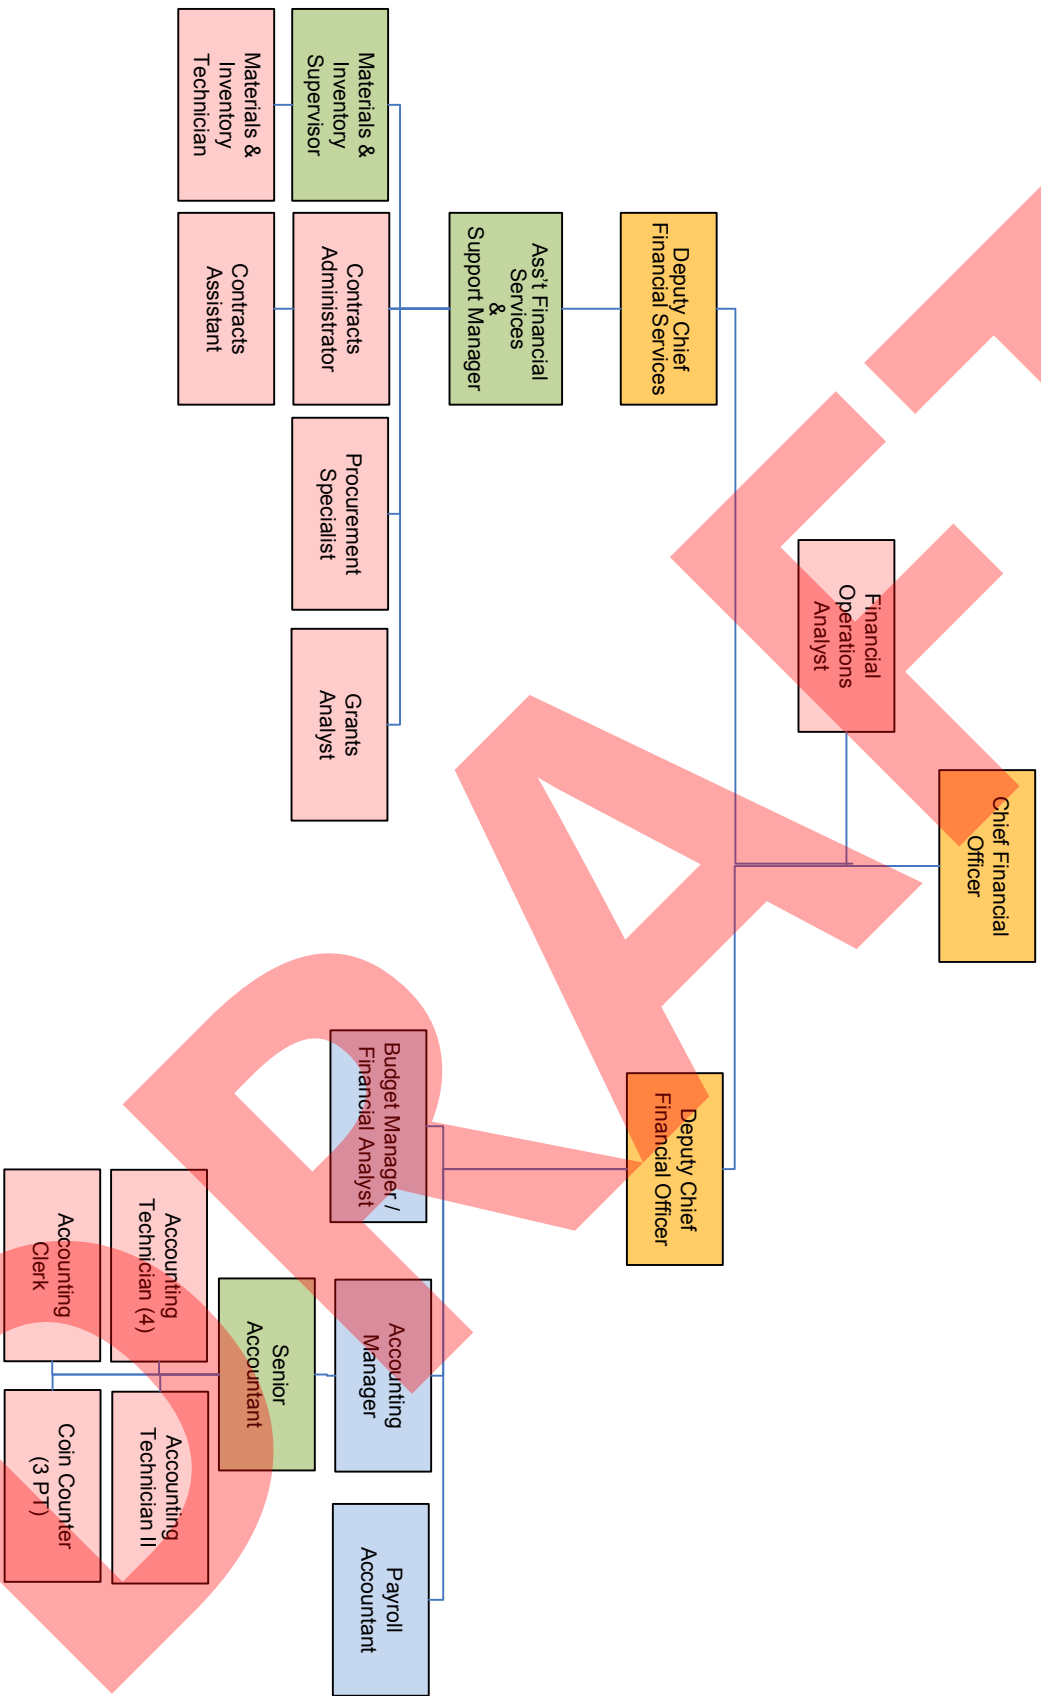 Chief Financial
Officer
Financial
Operations
Analyst
Deputy Chief
Financial Services
Deputy Chief
Financial Officer
Ass't Financial
Services
&
Support Manager
Materials &
Inventory
Supervisor
Contracts
Administrator
Procurement
Specialist
Grants
Analyst
Materials &
Inventory
Technician
Contracts
Assistant
Budget Manager /
Financial Analyst
Accounting
Manager
Payroll
Accountant
Senior
Accountant
Accounting
Technician (4)
Accounting
Technician II
Accounting
Clerk
Coin Counter
(3 PT)
DRAFT